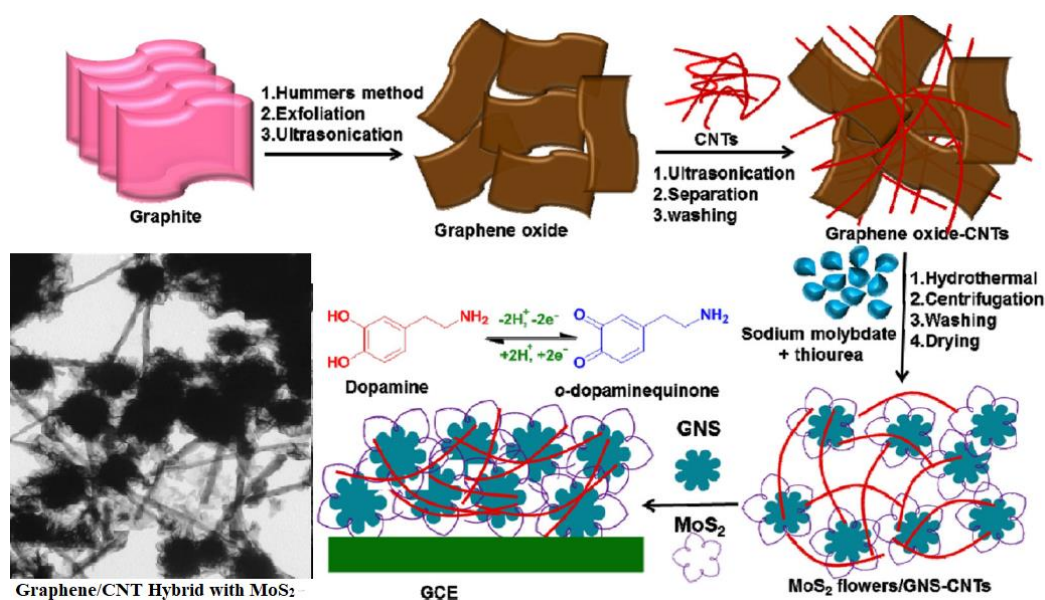 1.Hummers method
2.Exfoliation
3.Ultrasonication
Graphite
Graphene oxide
CNTs
1.Ultrasonication
2.Separation
3.washing
Graphene oxide-CNTs
Sodium molybdate
+ thiourea
1.Hydrothermal
2.Centrifugation
3.Washing
4.Drying
HO
HO
NH₂
-2H⁺, -2e⁻
+2H⁺, +2e⁻
O
O
NH₂
Dopamine
o-dopaminequinone
GNS
MoS₂
MoS₂ flowers/GNS-CNTs
GCE
Graphene/CNT Hybrid with MoS₂